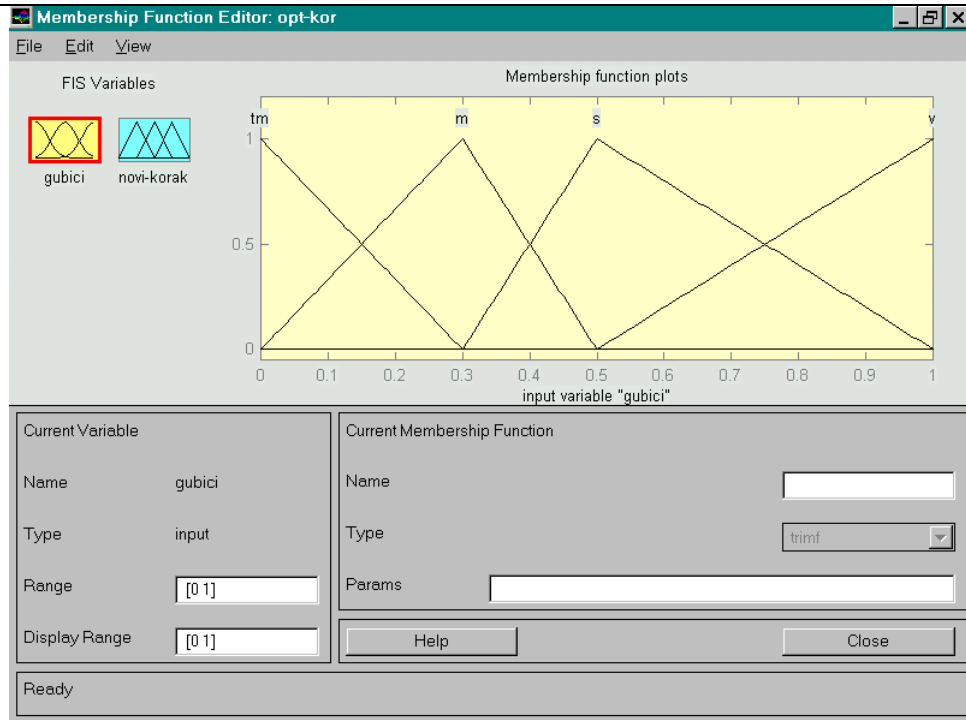 Membership Function Editor: opt-kor
File Edit View
FIS Variables
gubici novi-korak
Membership function plots
tm m s v
1
0.5
0
0 0.1 0.2 0.3 0.4 0.5 0.6 0.7 0.8 0.9 1
input variable "gubici"
Current Variable
Name gubici
Type input
Range [0 1]
Display Range [0 1]
Current Membership Function
Name
Type trimf
Params
Help Close
Ready